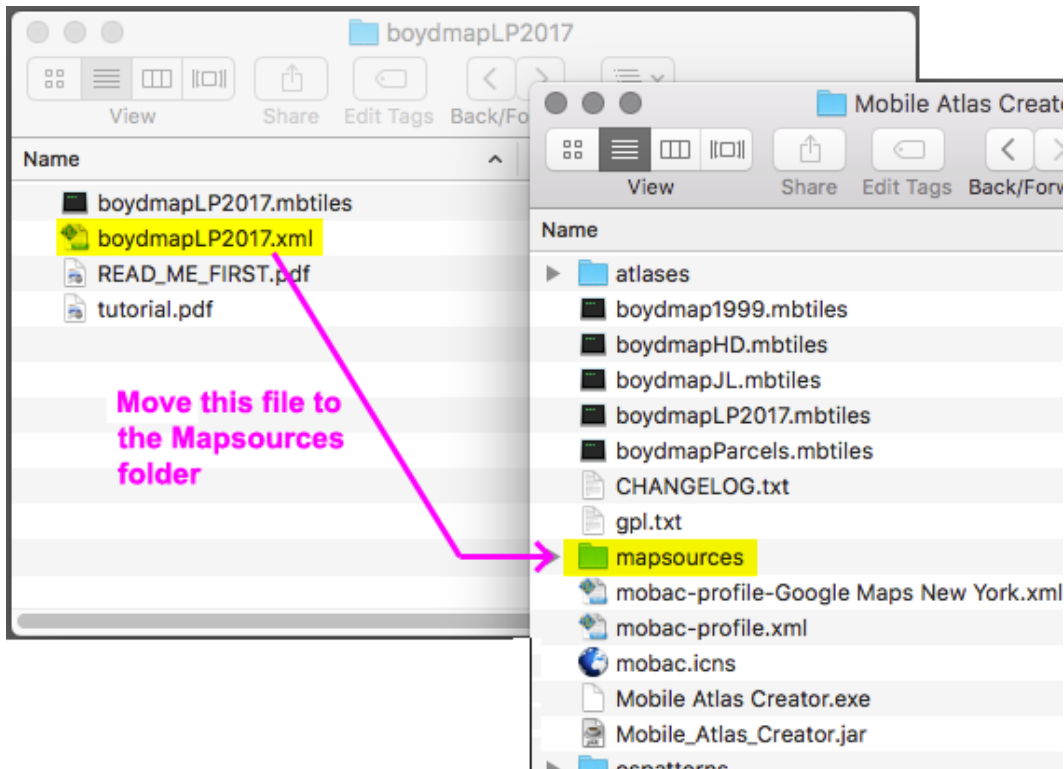 boydmapLP2017
View
Share
Edit Tags
Back/Fo
Name
boydmapLP2017.mbtiles
boydmapLP2017.xml
READ_ME_FIRST.pdf
tutorial.pdf
Move this file to
the Mapsources
folder
Mobile Atlas Creato
View
Share
Edit Tags
Back/Forw
Name
atlases
boydmap1999.mbtiles
boydmapHD.mbtiles
boydmapJL.mbtiles
boydmapLP2017.mbtiles
boydmapParcels.mbtiles
CHANGELOG.txt
gpl.txt
mapsources
mobac-profile-Google Maps New York.xml
mobac-profile.xml
mobac.icns
Mobile Atlas Creator.exe
Mobile_Atlas_Creator.jar